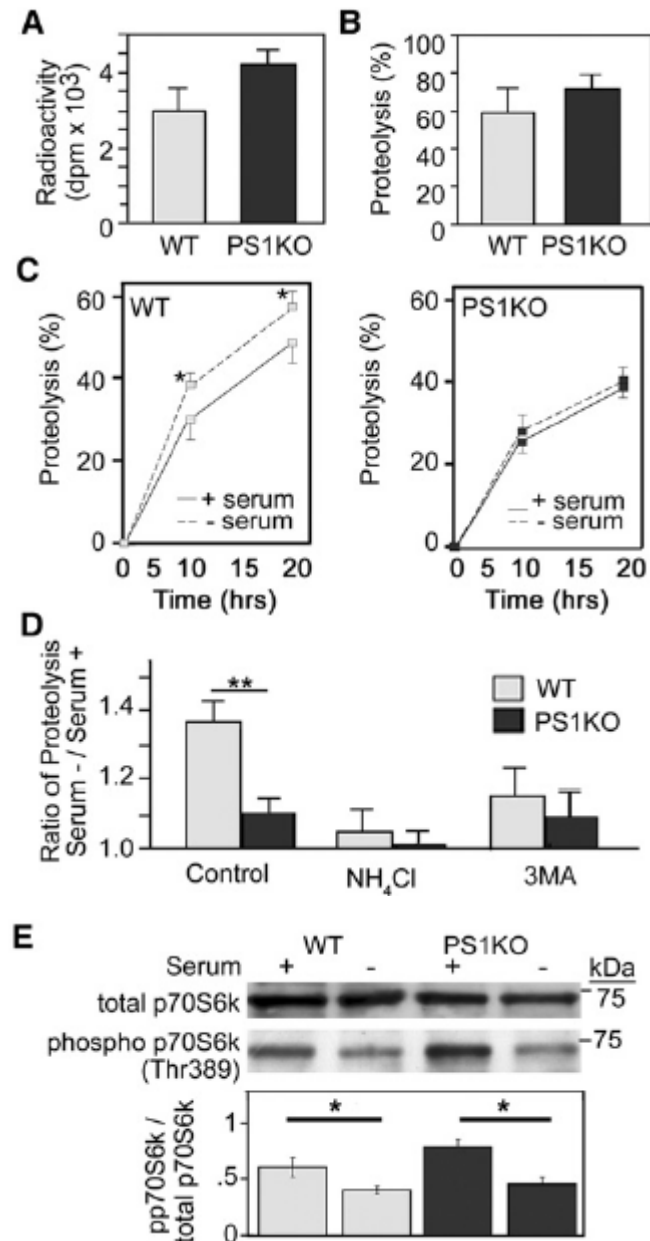 A
Radioactivity
(dpm x 10³)
4
2
0
WT PS1KO
B
Proteolysis (%)
100
80
60
40
20
0
WT PS1KO
C
Proteolysis (%)
60
40
20
0
WT
*
*
+ serum
- serum
0 5 10 15 20
Time (hrs)
Proteolysis (%)
60
40
20
0
PS1KO
+ serum
- serum
0 5 10 15 20
Time (hrs)
D
Ratio of Proteolysis
Serum - / Serum +
1.4
1.2
1.0
**
WT
PS1KO
Control NH₄Cl 3MA
E
WT PS1KO
Serum + - + - kDa
total p70S6k 75
phospho p70S6k 75
(Thr389)
pp70S6k /
total p70S6k
1
.5
0
* *